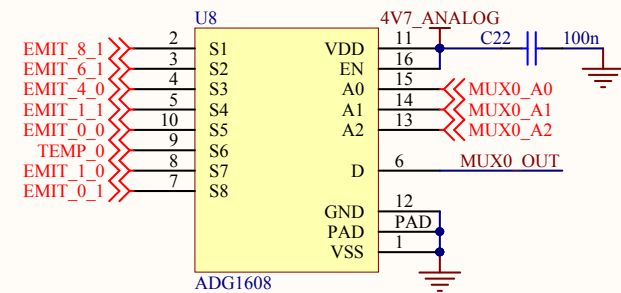 U8 4V7_ANALOG
EMIT_8_1 2 S1 VDD 11 C22 100n
EMIT_6_1 3 S2 EN 16
EMIT_4_0 4 S3 A0 15 MUX0_A0
EMIT_1_1 5 S4 A1 14 MUX0_A1
EMIT_0_0 10 S5 A2 13 MUX0_A2
TEMP_0 9 S6
EMIT_1_0 8 S7 D 6 MUX0_OUT
EMIT_0_1 7 S8
GND 12
PAD PAD
VSS 1
ADG1608